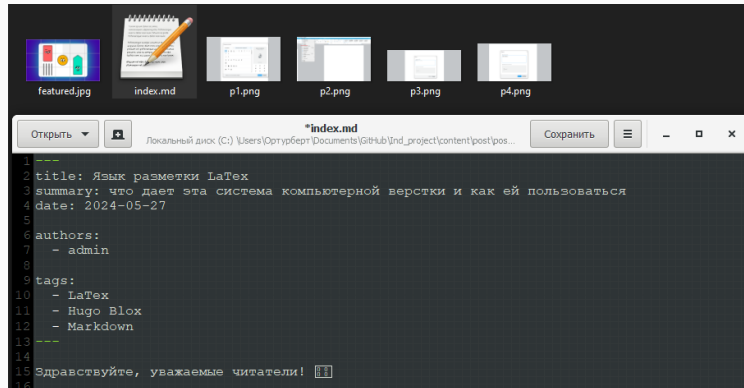 featured.jpg
index.md
p1.png
p2.png
p3.png
p4.png
Открыть
*index.md
Локальный диск (C:) \Users\Ортурберт\Documents\GitHub\Ind_project\content\post\pos...
Сохранить
1 ---
2 title: Язык разметки LaTex
3 summary: что дает эта система компьютерной верстки и как ей пользоваться
4 date: 2024-05-27
5
6 authors:
7 - admin
8
9 tags:
10 - LaTex
11 - Hugo Blox
12 - Markdown
13 ---
14
15 Здравствуйте, уважаемые читатели!
16